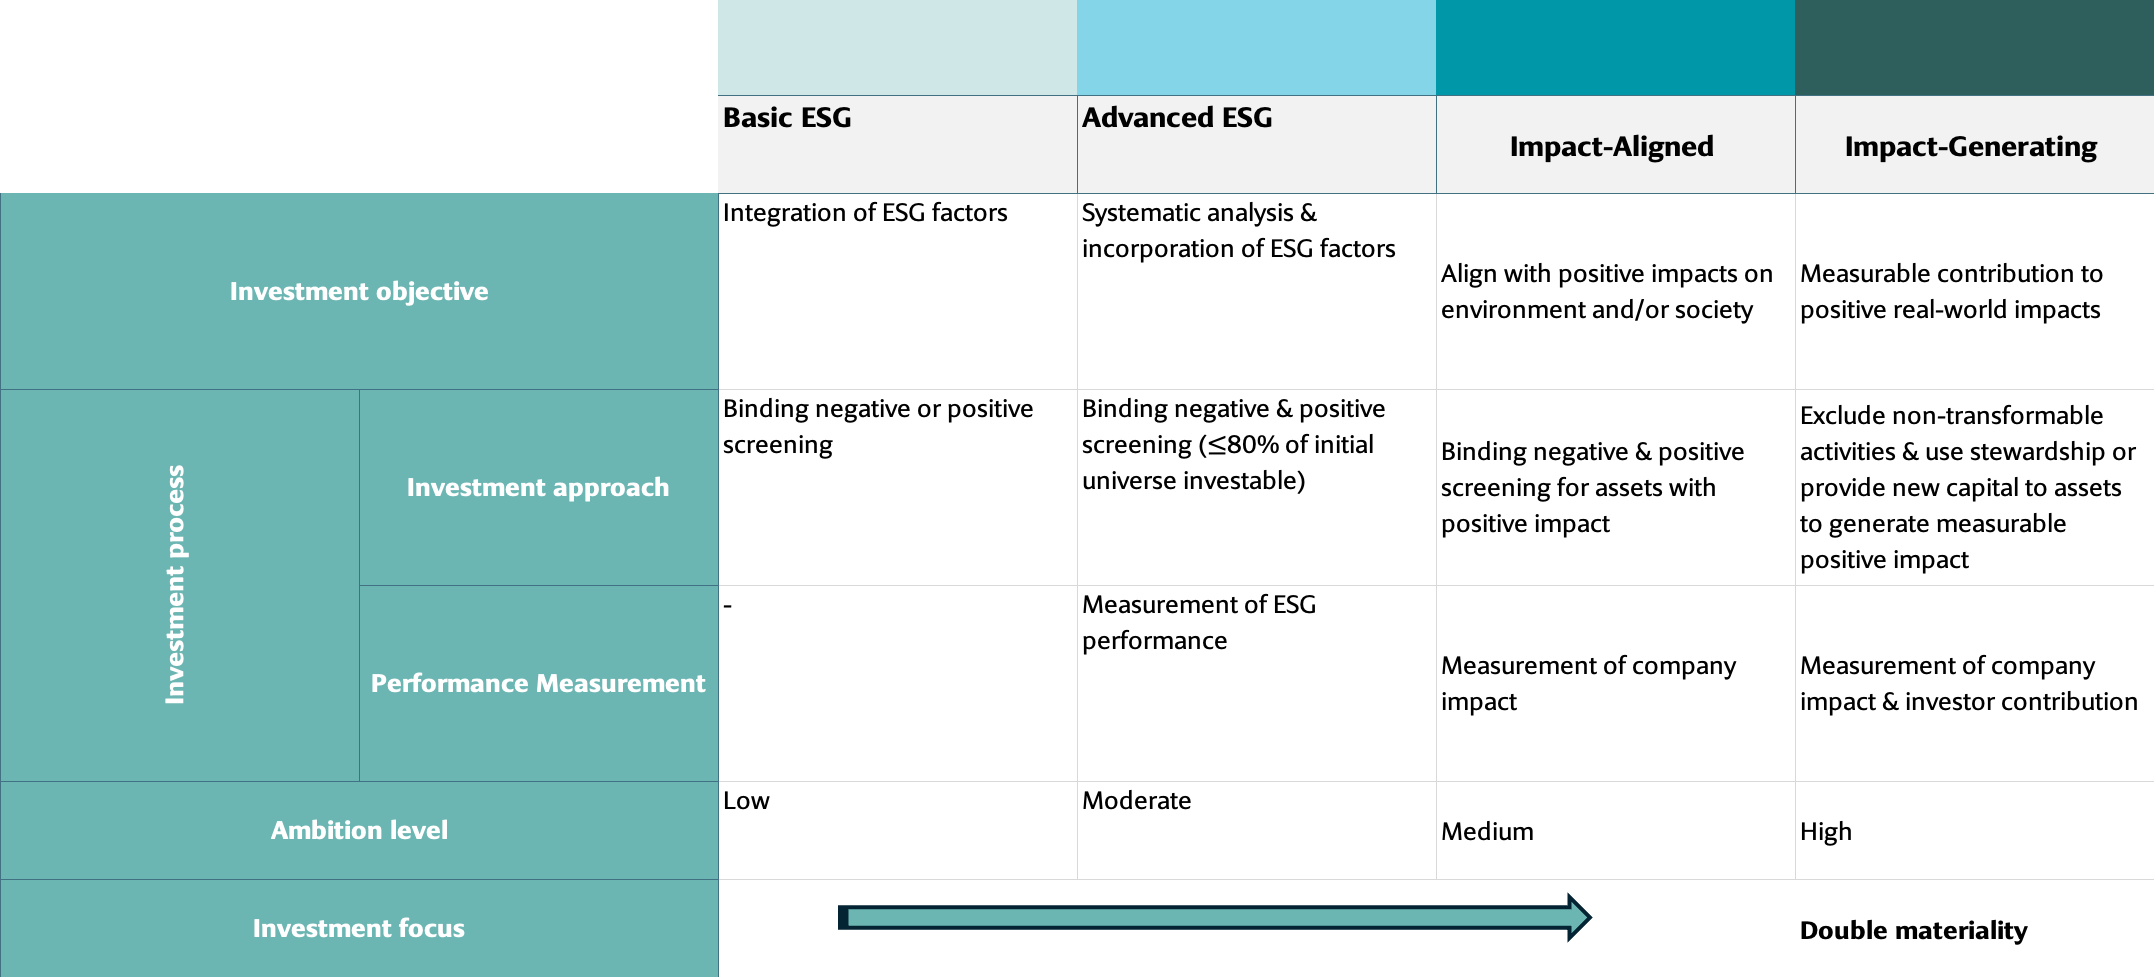 Basic ESG
Advanced ESG
Impact-Aligned
Impact-Generating
Investment objective
Integration of ESG factors
Systematic analysis &
incorporation of ESG factors
Align with positive impacts on
environment and/or society
Measurable contribution to
positive real-world impacts
Investment process
Investment approach
Binding negative or positive
screening
Binding negative & positive
screening (≤80% of initial
universe investable)
Binding negative & positive
screening for assets with
positive impact
Exclude non-transformable
activities & use stewardship or
provide new capital to assets
to generate measurable
positive impact
Performance Measurement
-
Measurement of ESG
performance
Measurement of company
impact
Measurement of company
impact & investor contribution
Ambition level
Low
Moderate
Medium
High
Investment focus
Double materiality